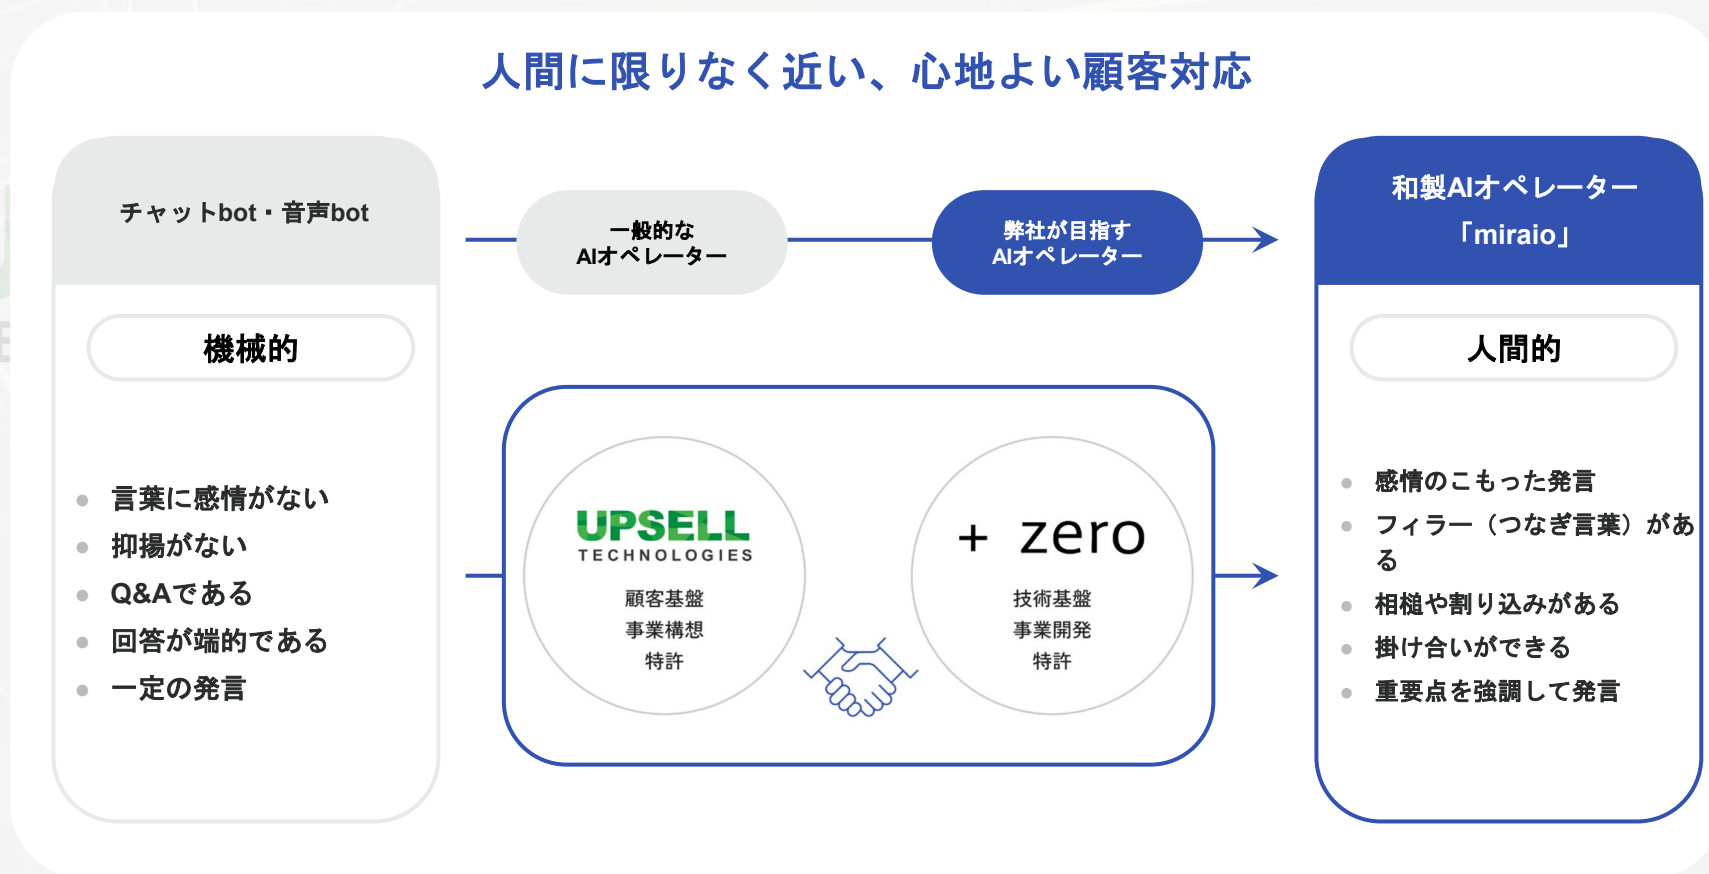 人間に限りなく近い、心地よい顧客対応
チャットbot・音声bot
機械的
言葉に感情がない
抑揚がない
Q&Aである
回答が端的である
一定の発言
一般的な
AIオペレーター
弊社が目指す
AIオペレーター
UPSELL
TECHNOLOGIES
顧客基盤
事業構想
特許
+ zero
技術基盤
事業開発
特許
和製AIオペレーター
「miraio」
人間的
感情のこもった発言
フィラー（つなぎ言葉）があ
る
相槌や割り込みがある
掛け合いができる
重要点を強調して発言